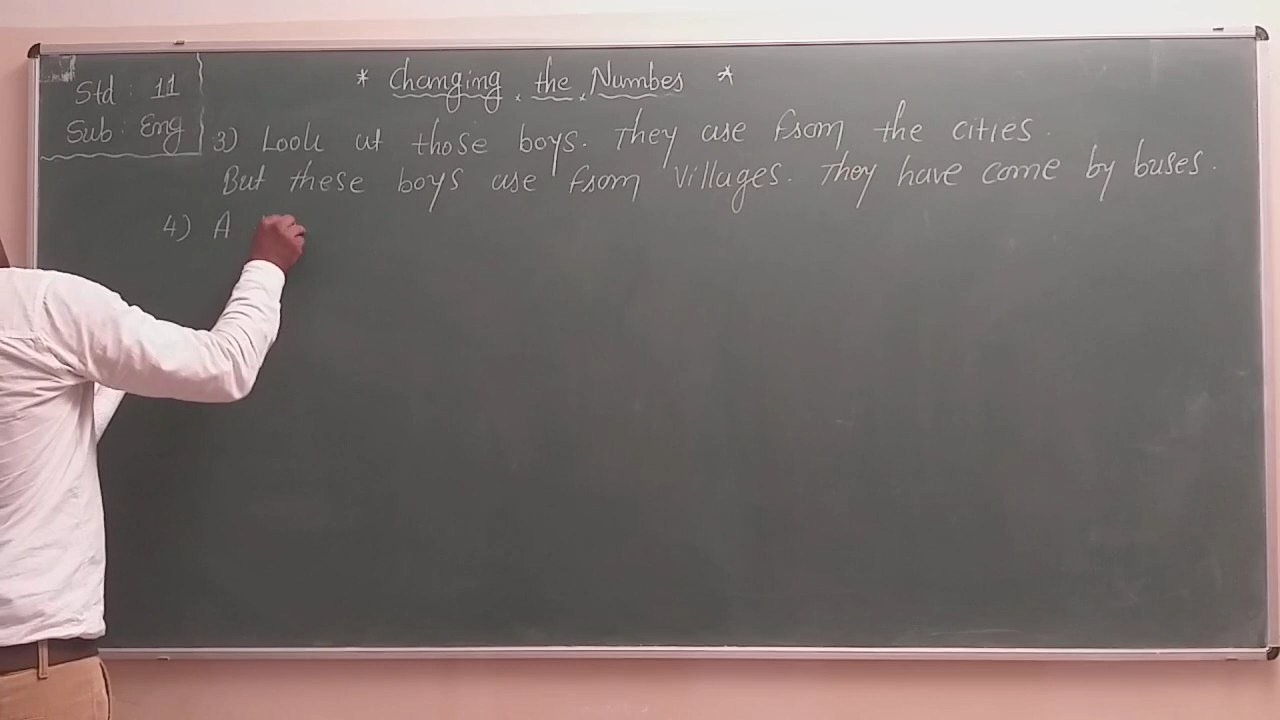 Std : 11
Sub : Eng
* Changing the Number *
3) Look at those boys. They are from the cities.
But these boys are from villages. They have come by buses.
4) A